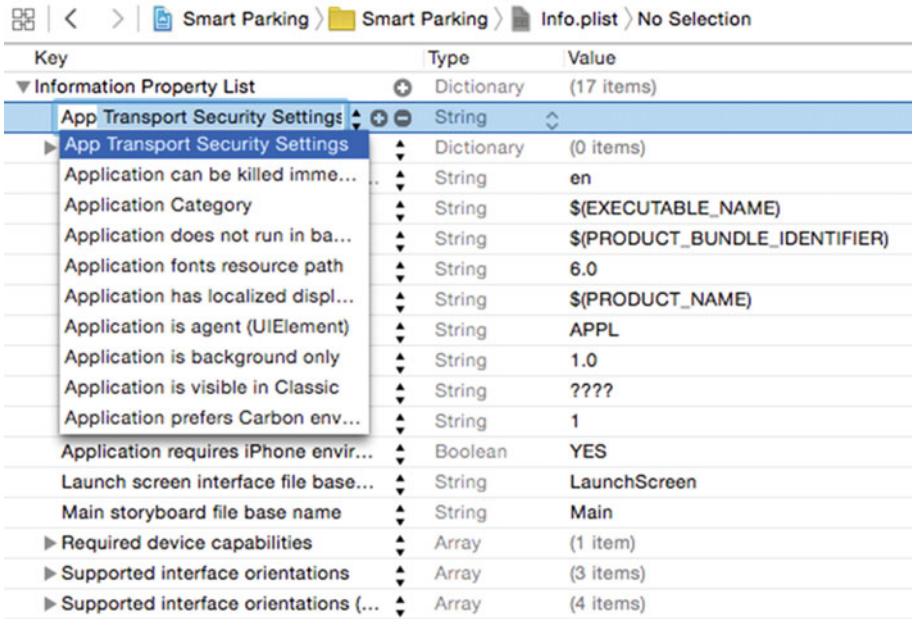 Smart Parking Smart Parking Info.plist No Selection
Key Type Value
Information Property List Dictionary (17 items)
App Transport Security Settings String
App Transport Security Settings Dictionary (0 items)
Application can be killed imme... ... String en
Application Category String $(EXECUTABLE_NAME)
Application does not run in ba... String $(PRODUCT_BUNDLE_IDENTIFIER)
Application fonts resource path String 6.0
Application has localized displ... String $(PRODUCT_NAME)
Application is agent (UIElement) String APPL
Application is background only String 1.0
Application is visible in Classic String ????
Application prefers Carbon env... String 1
Application requires iPhone envir... Boolean YES
Launch screen interface file base... String LaunchScreen
Main storyboard file base name String Main
Required device capabilities Array (1 item)
Supported interface orientations Array (3 items)
Supported interface orientations (... Array (4 items)